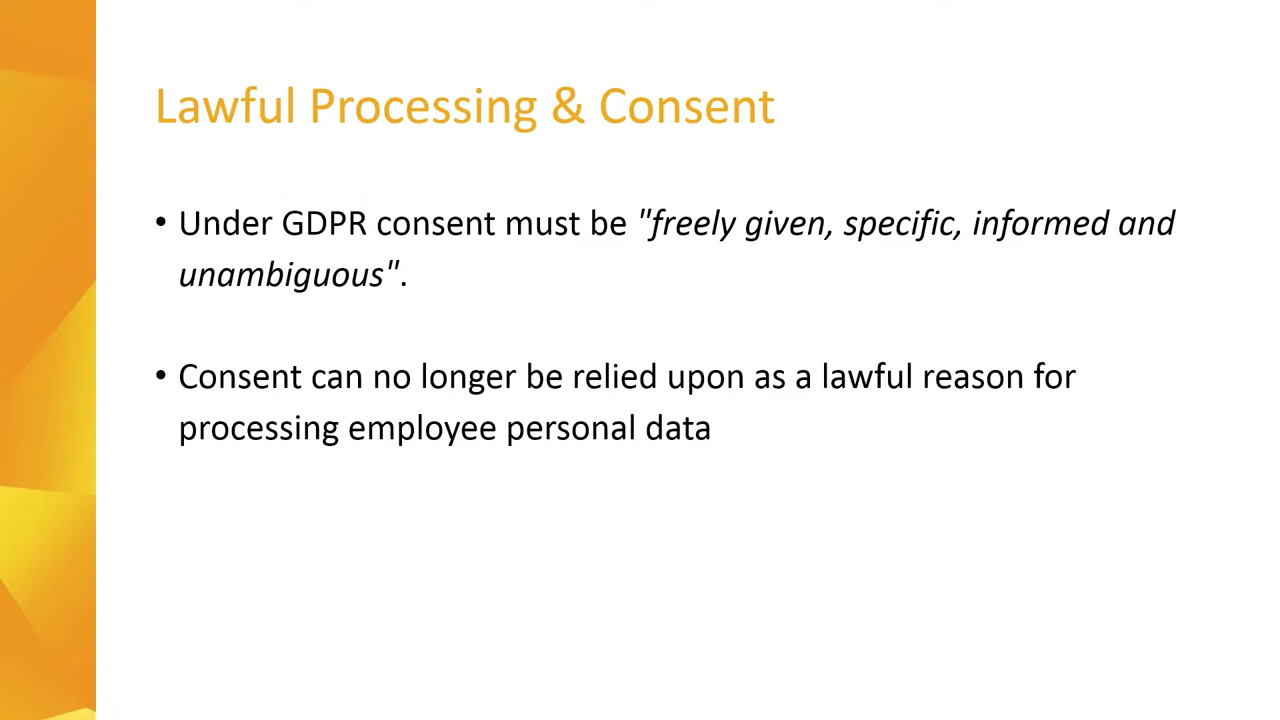 Lawful Processing & Consent
• Under GDPR consent must be "freely given, specific, informed and
unambiguous".
• Consent can no longer be relied upon as a lawful reason for
processing employee personal data